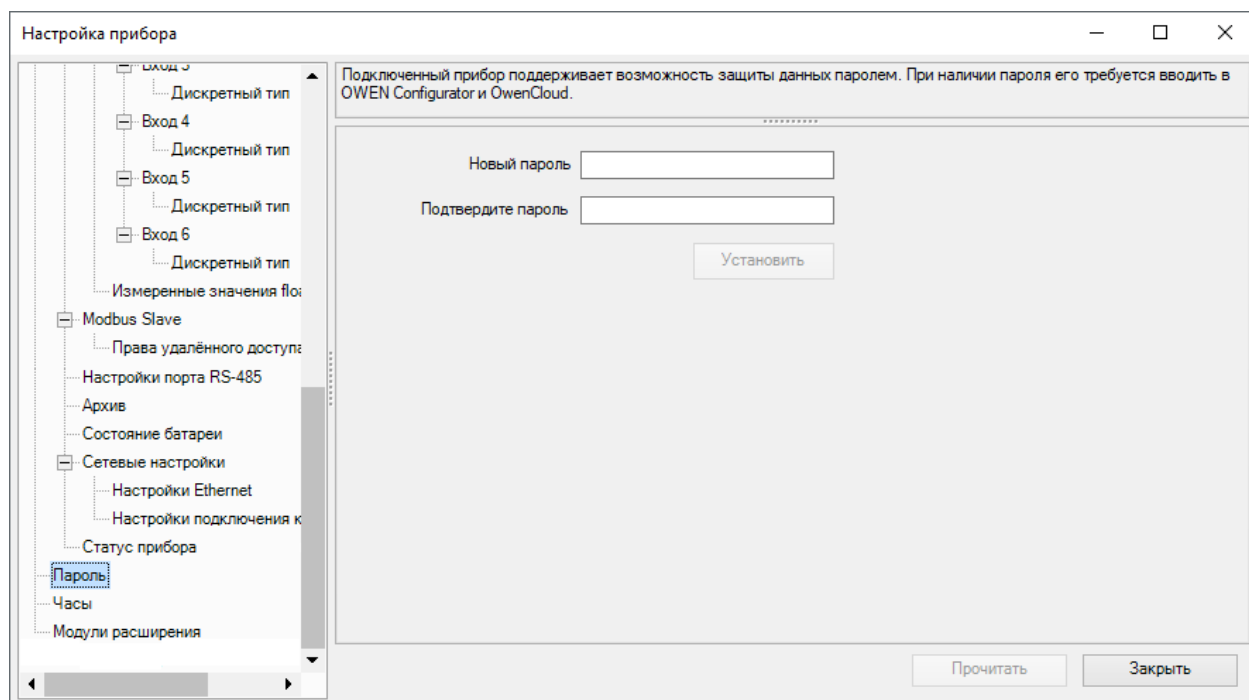 Настройка прибора
Вход 3
Дискретный тип
Вход 4
Дискретный тип
Вход 5
Дискретный тип
Вход 6
Дискретный тип
Измеренные значения floa
Modbus Slave
Права удалённого доступа
Настройки порта RS-485
Архив
Состояние батареи
Сетевые настройки
Настройки Ethernet
Настройки подключения к
Статус прибора
Пароль
Часы
Модули расширения
Подключенный прибор поддерживает возможность защиты данных паролем. При наличии пароля его требуется вводить в
OWEN Configurator и OwenCloud.
Новый пароль
Подтвердите пароль
Установить
Прочитать
Закрыть